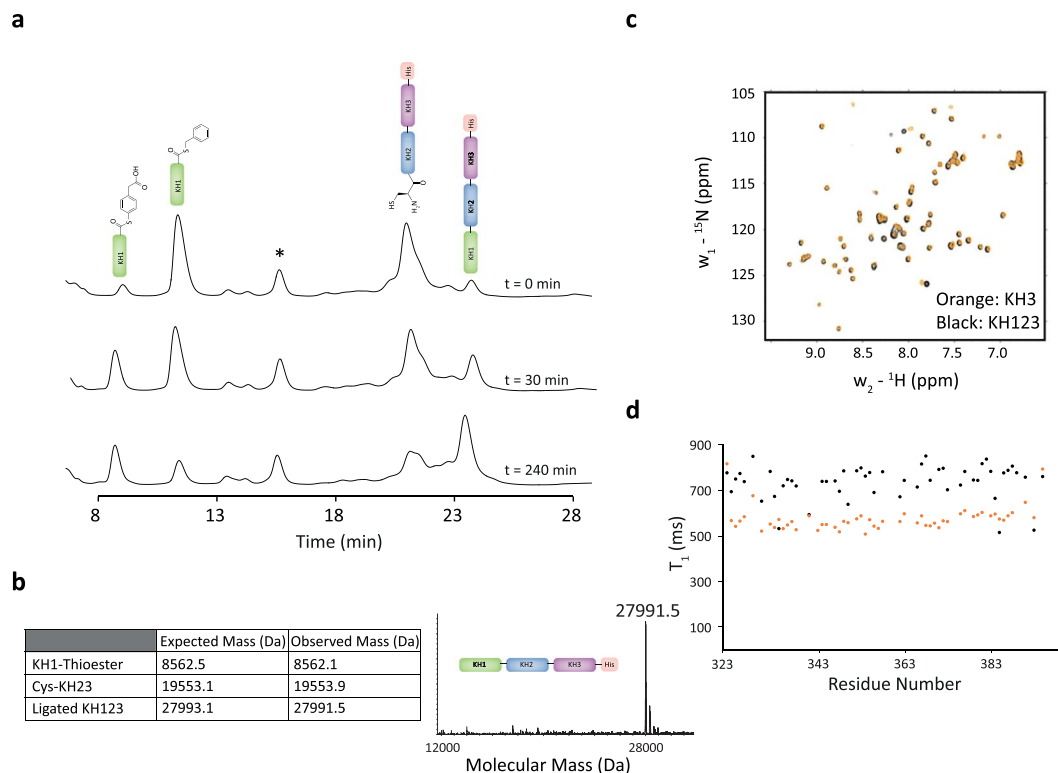 a
KH1
S
O
O
OH
KH1
O
S
His
KH3
KH2
HS
O
H₂N
His
KH3
KH2
KH1
*
t = 0 min
t = 30 min
t = 240 min
8 13 18 23 28
Time (min)
b
Expected Mass (Da) Observed Mass (Da)
KH1-Thioester 8562.5 8562.1
Cys-KH23 19553.1 19553.9
Ligated KH123 27993.1 27991.5
27991.5
KH1 KH2 KH3 His
12000 28000
Molecular Mass (Da)
c
105
110
115
120
125
130
w₁ - ¹⁵N (ppm)
Orange: KH3
Black: KH123
9.0 8.5 8.0 7.5 7.0
w₂ - ¹H (ppm)
d
900
700
500
300
100
T₁ (ms)
323 343 363 383
Residue Number